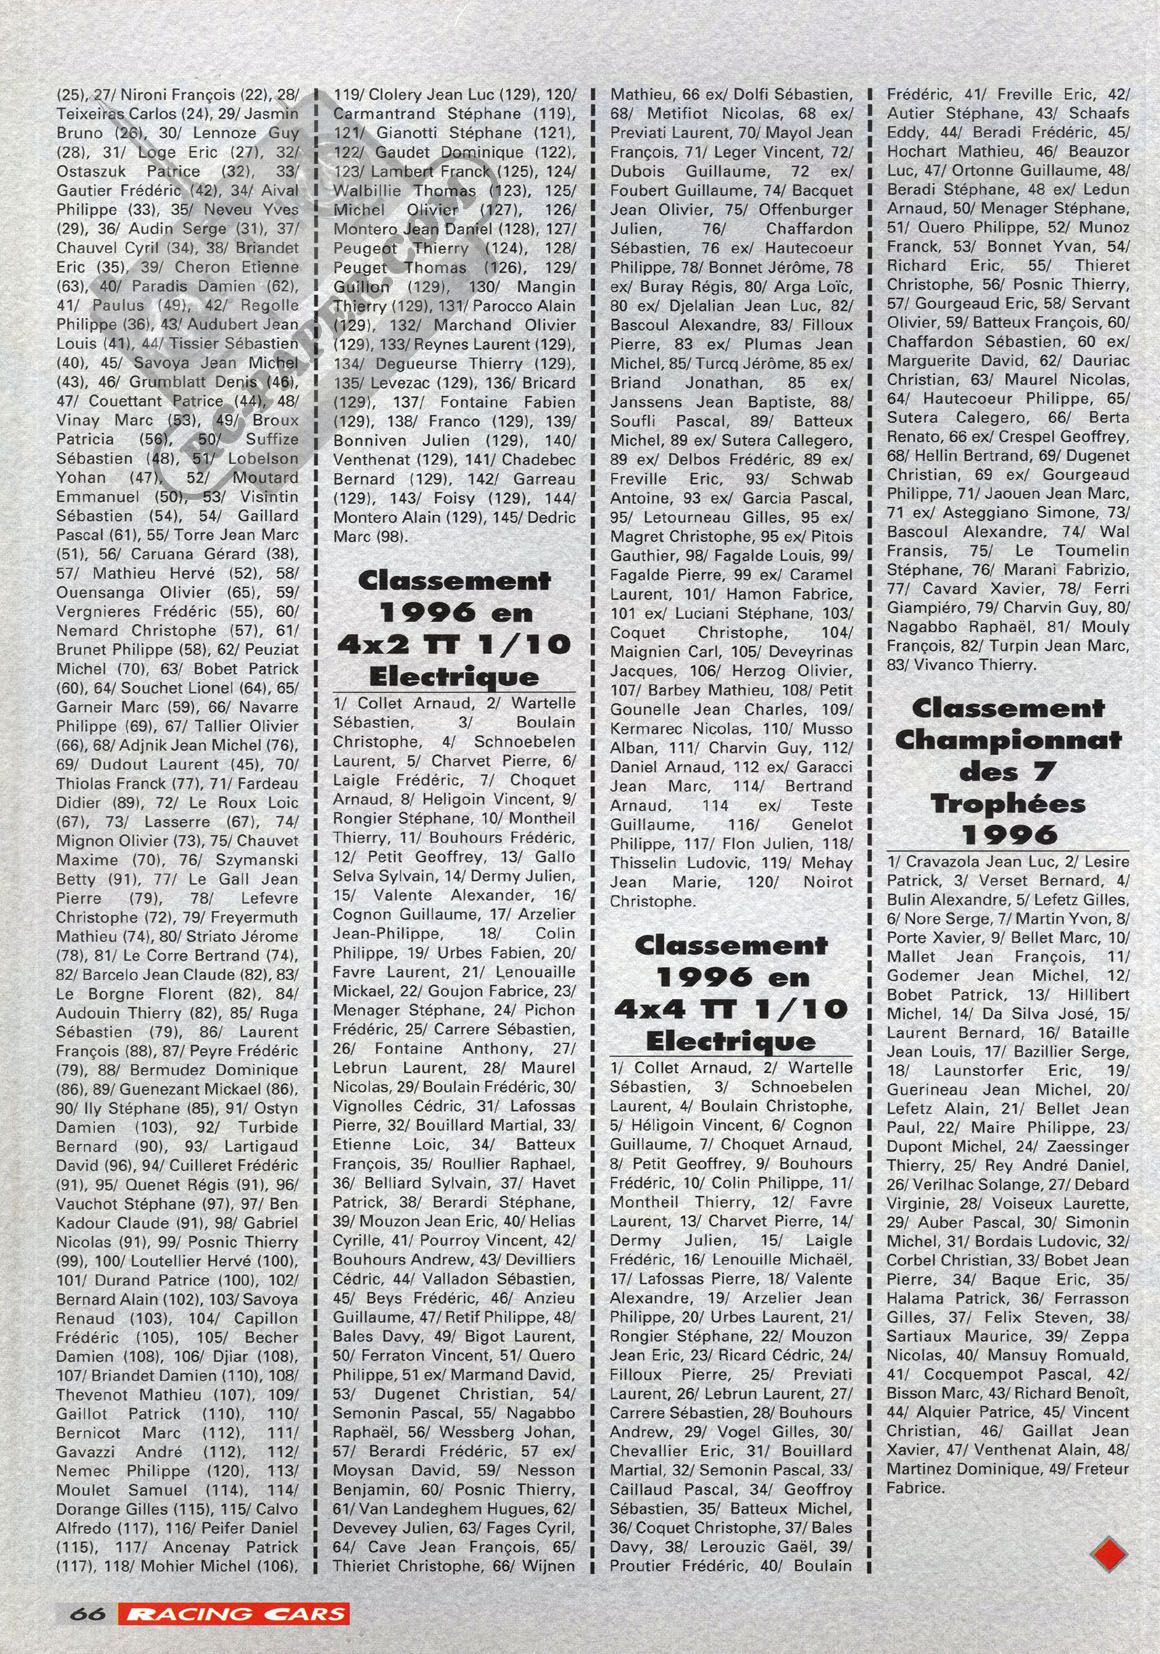 (25), 27/ Nironi François (22), 28/
Teixeiras Carlos (24), 29/ Jasmin
Bruno (26), 30/ Lennoze Guy
(28), 31/ Loge Eric (27), 32/
Ostaszuk Patrice (32), 33/
Gautier Frédéric (42), 34/ Aival
Philippe (33), 35/ Neveu Yves
(29), 36/ Audin Serge (31), 37/
Chauvel Cyril (34), 38/ Briandet
Eric (35), 39/ Cheron Etienne
(63), 40/ Paradis Damien (62),
41/ Paulus (49), 42/ Regolle
Philippe (36), 43/ Audubert Jean
Louis (41), 44/ Tissier Sébastien
(40), 45/ Savoya Jean Michel
(43), 46/ Grumblatt Denis (46),
47/ Couettant Patrice (44), 48/
Vinay Marc (53), 49/ Broux
Patricia (56), 50/ Suffize
Sébastien (48), 51/ Lobelson
Yohan (47), 52/ Moutard
Emmanuel (50), 53/ Visintin
Sébastien (54), 54/ Gaillard
Pascal (61), 55/ Torre Jean Marc
(51), 56/ Caruana Gérard (38),
57/ Mathieu Hervé (52), 58/
Ouensanga Olivier (65), 59/
Vergnieres Frédéric (55), 60/
Nemard Christophe (57), 61/
Brunet Philippe (58), 62/ Peuziat
Michel (70), 63/ Bobet Patrick
(60), 64/ Souchet Lionel (64), 65/
Garneir Marc (59), 66/ Navarre
Philippe (69), 67/ Tallier Olivier
(66), 68/ Adjnik Jean Michel (76),
69/ Dudout Laurent (45), 70/
Thiolas Franck (77), 71/ Fardeau
Didier (89), 72/ Le Roux Loic
(67), 73/ Lasserre (67), 74/
Mignon Olivier (73), 75/ Chauvet
Maxime (70), 76/ Szymanski
Betty (91), 77/ Le Gall Jean
Pierre (79), 78/ Lefevre
Christophe (72), 79/ Freyermuth
Mathieu (74), 80/ Striato Jérome
(78), 81/ Le Corre Bertrand (74),
82/ Barcelo Jean Claude (82), 83/
Le Borgne Florent (82), 84/
Audouin Thierry (82), 85/ Ruga
Sébastien (79), 86/ Laurent
François (88), 87/ Peyre Frédéric
(79), 88/ Bermudez Dominique
(86), 89/ Guenezant Mickael (86),
90/ Ily Stéphane (85), 91/ Ostyn
Damien (103), 92/ Turbide
Bernard (90), 93/ Lartigaud
David (96), 94/ Cuilleret Frédéric
(91), 95/ Quenet Régis (91), 96/
Vauchot Stéphane (97), 97/ Ben
Kadour Claude (91), 98/ Gabriel
Nicolas (91), 99/ Posnic Thierry
(99), 100/ Loutellier Hervé (100),
101/ Durand Patrice (100), 102/
Bernard Alain (102), 103/ Savoya
Renaud (103), 104/ Capillon
Frédéric (105), 105/ Becher
Damien (108), 106/ Djiar (108),
107/ Briandet Damien (110), 108/
Thevenot Mathieu (107), 109/
Gaillot Patrick (110), 110/
Bernicot Marc (112), 111/
Gavazzi André (112), 112/
Nemec Philippe (120), 113/
Moulet Samuel (114), 114/
Dorange Gilles (115), 115/ Calvo
Alfredo (117), 116/ Peifer Daniel
(115), 117/ Ancenay Patrick
(117), 118/ Mohier Michel (106),
119/ Clolery Jean Luc (129), 120/
Carmantrand Stéphane (119),
121/ Gianotti Stéphane (121),
122/ Gaudet Dominique (122),
123/ Lambert Franck (125), 124/
Walbillie Thomas (123), 125/
Michel Olivier (127), 126/
Montero Jean Daniel (128), 127/
Peuget Thierry (124), 128/
Peuget Thomas (126), 129/
Guillon (129), 130/ Mangin
Thierry (129), 131/ Parocco Alain
(129), 132/ Marchand Olivier
(129), 133/ Reynes Laurent (129),
134/ Degueurse Thierry (129),
135/ Levezac (129), 136/ Bricard
(129), 137/ Fontaine Fabien
(129), 138/ Franco (129), 139/
Bonniven Julien (129), 140/
Venthenat (129), 141/ Chadebec
Bernard (129), 142/ Garreau
(129), 143/ Foisy (129), 144/
Montero Alain (129), 145/ Dedric
Marc (98).
Classement
1996 en
4x2 TT 1/10
Electrique
1/ Collet Arnaud, 2/ Wartelle
Sébastien, 3/ Boulain
Christophe, 4/ Schnoebelen
Laurent, 5/ Charvet Pierre, 6/
Laigle Frédéric, 7/ Choquet
Arnaud, 8/ Heligoin Vincent, 9/
Rongier Stéphane, 10/ Montheil
Thierry, 11/ Bouhours Frédéric,
12/ Petit Geoffrey, 13/ Gallo
Selva Sylvain, 14/ Dermy Julien,
15/ Valente Alexander, 16/
Cognon Guillaume, 17/ Arzelier
Jean-Philippe, 18/ Colin
Philippe, 19/ Urbes Fabien, 20/
Favre Laurent, 21/ Lenouaille
Mickael, 22/ Goujon Fabrice, 23/
Menager Stéphane, 24/ Pichon
Frédéric, 25/ Carrere Sébastien,
26/ Fontaine Anthony, 27/
Lebrun Laurent, 28/ Maurel
Nicolas, 29/ Boulain Frédéric, 30/
Vignolles Cédric, 31/ Lafossas
Pierre, 32/ Bouillard Martial, 33/
Etienne Loic, 34/ Batteux
François, 35/ Roullier Raphael,
36/ Belliard Sylvain, 37/ Havet
Patrick, 38/ Berardi Stéphane,
39/ Mouzon Jean Eric, 40/ Helias
Cyrille, 41/ Pourroy Vincent, 42/
Bouhours Andrew, 43/ Devilliers
Cédric, 44/ Valladon Sébastien,
45/ Beys Frédéric, 46/ Anzieu
Guillaume, 47/ Retif Philippe, 48/
Bales Davy, 49/ Bigot Laurent,
50/ Ferraton Vincent, 51/ Quero
Philippe, 51 ex/ Marmand David,
53/ Dugenet Christian, 54/
Semonin Pascal, 55/ Nagabbo
Raphaël, 56/ Wessberg Johan,
57/ Berardi Frédéric, 57 ex/
Moysan David, 59/ Nesson
Benjamin, 60/ Posnic Thierry,
61/ Van Landeghem Hugues, 62/
Devevey Julien, 63/ Fages Cyril,
64/ Cave Jean François, 65/
Thieriet Christophe, 66/ Wijnen
Mathieu, 66 ex/ Dolfi Sébastien,
68/ Metifiot Nicolas, 68 ex/
Previati Laurent, 70/ Mayol Jean
François, 71/ Leger Vincent, 72/
Dubois Guillaume, 72 ex/
Foubert Guillaume, 74/ Bacquet
Jean Olivier, 75/ Offenburger
Julien, 76/ Chaffardon
Sébastien, 76 ex/ Hautecoeur
Philippe, 78/ Bonnet Jérôme, 78
ex/ Buray Régis, 80/ Arga Loïc,
80 ex/ Djelalian Jean Luc, 82/
Bascoul Alexandre, 83/ Filloux
Pierre, 83 ex/ Plumas Jean
Michel, 85/ Turcq Jérôme, 85 ex/
Briand Jonathan, 85 ex/
Janssens Jean Baptiste, 88/
Soufli Pascal, 89/ Batteux
Michel, 89 ex/ Sutera Callegero,
89 ex/ Delbos Frédéric, 89 ex/
Freville Eric, 93/ Schwab
Antoine, 93 ex/ Garcia Pascal,
95/ Letourneau Gilles, 95 ex/
Magret Christophe, 95 ex/ Pitois
Gauthier, 98/ Fagalde Louis, 99/
Fagalde Pierre, 99 ex/ Caramel
Laurent, 101/ Hamon Fabrice,
101 ex/ Luciani Stéphane, 103/
Coquet Christophe, 104/
Maignien Carl, 105/ Deveyrinas
Jacques, 106/ Herzog Olivier,
107/ Barbey Mathieu, 108/ Petit
Gounelle Jean Charles, 109/
Kermarec Nicolas, 110/ Musso
Alban, 111/ Charvin Guy, 112/
Daniel Arnaud, 112 ex/ Garacci
Jean Marc, 114/ Bertrand
Arnaud, 114 ex/ Teste
Guillaume, 116/ Genelot
Philippe, 117/ Flon Julien, 118/
Thisselin Ludovic, 119/ Mehay
Jean Marie, 120/ Noirot
Christophe.
Classement
1996 en
4x4 TT 1/10
Electrique
1/ Collet Arnaud, 2/ Wartelle
Sébastien, 3/ Schnoebelen
Laurent, 4/ Boulain Christophe,
5/ Héligoin Vincent, 6/ Cognon
Guillaume, 7/ Choquet Arnaud,
8/ Petit Geoffrey, 9/ Bouhours
Frédéric, 10/ Colin Philippe, 11/
Montheil Thierry, 12/ Favre
Laurent, 13/ Charvet Pierre, 14/
Dermy Julien, 15/ Laigle
Frédéric, 16/ Lenouille Michaël,
17/ Lafossas Pierre, 18/ Valente
Alexandre, 19/ Arzelier Jean
Philippe, 20/ Urbes Laurent, 21/
Rongier Stéphane, 22/ Mouzon
Jean Eric, 23/ Ricard Cédric, 24/
Filloux Pierre, 25/ Previati
Laurent, 26/ Lebrun Laurent, 27/
Carrere Sébastien, 28/ Bouhours
Andrew, 29/ Vogel Gilles, 30/
Chevallier Eric, 31/ Bouillard
Martial, 32/ Semonin Pascal, 33/
Caillaud Pascal, 34/ Geoffroy
Sébastien, 35/ Batteux Michel,
36/ Coquet Christophe, 37/ Bales
Davy, 38/ Lerouzic Gaël, 39/
Proutier Frédéric, 40/ Boulain
Frédéric, 41/ Freville Eric, 42/
Autier Stéphane, 43/ Schaafs
Eddy, 44/ Beradi Frédéric, 45/
Hochart Mathieu, 46/ Beauzor
Luc, 47/ Ortonne Guillaume, 48/
Beradi Stéphane, 48 ex/ Ledun
Arnaud, 50/ Menager Stéphane,
51/ Quero Philippe, 52/ Munoz
Franck, 53/ Bonnet Yvan, 54/
Richard Eric, 55/ Thieret
Christophe, 56/ Posnic Thierry,
57/ Gourgeaud Eric, 58/ Servant
Olivier, 59/ Batteux François, 60/
Chaffardon Sébastien, 60 ex/
Marguerite David, 62/ Dauriac
Christian, 63/ Maurel Nicolas,
64/ Hautecoeur Philippe, 65/
Sutera Calegero, 66/ Berta
Renato, 66 ex/ Crespel Geoffrey,
68/ Hellin Bertrand, 69/ Dugenet
Christian, 69 ex/ Gourgeaud
Philippe, 71/ Jaouen Jean Marc,
71 ex/ Asteggiano Simone, 73/
Bascoul Alexandre, 74/ Wal
Fransis, 75/ Le Toumelin
Stéphane, 76/ Marani Fabrizio,
77/ Cavard Xavier, 78/ Ferri
Giampiéro, 79/ Charvin Guy, 80/
Nagabbo Raphaël, 81/ Mouly
François, 82/ Turpin Jean Marc,
83/ Vivanco Thierry.
Classement
Championnat
des 7
Trophées
1996
1/ Cravazola Jean Luc, 2/ Lesire
Patrick, 3/ Verset Bernard, 4/
Bulin Alexandre, 5/ Lefetz Gilles,
6/ Nore Serge, 7/ Martin Yvon, 8/
Porte Xavier, 9/ Bellet Marc, 10/
Mallet Jean François, 11/
Godemer Jean Michel, 12/
Bobet Patrick, 13/ Hillibert
Michel, 14/ Da Silva José, 15/
Laurent Bernard, 16/ Bataille
Jean Louis, 17/ Bazillier Serge,
18/ Launstorfer Eric, 19/
Guerineau Jean Michel, 20/
Lefetz Alain, 21/ Bellet Jean
Paul, 22/ Maire Philippe, 23/
Dupont Michel, 24/ Zaessinger
Thierry, 25/ Rey André Daniel,
26/ Verilhac Solange, 27/ Debard
Virginie, 28/ Voiseux Laurette,
29/ Auber Pascal, 30/ Simonin
Michel, 31/ Bordais Ludovic, 32/
Corbel Christian, 33/ Bobet Jean
Pierre, 34/ Baque Eric, 35/
Halama Patrick, 36/ Ferrasson
Gilles, 37/ Felix Steven, 38/
Sartiaux Maurice, 39/ Zeppa
Nicolas, 40/ Mansuy Romuald,
41/ Cocquempot Pascal, 42/
Bisson Marc, 43/ Richard Benoît,
44/ Alquier Patrice, 45/ Vincent
Christian, 46/ Gaillat Jean
Xavier, 47/ Venthenat Alain, 48/
Martinez Dominique, 49/ Freteur
Fabrice.
RC-PAPER.COM
66 RACING CARS